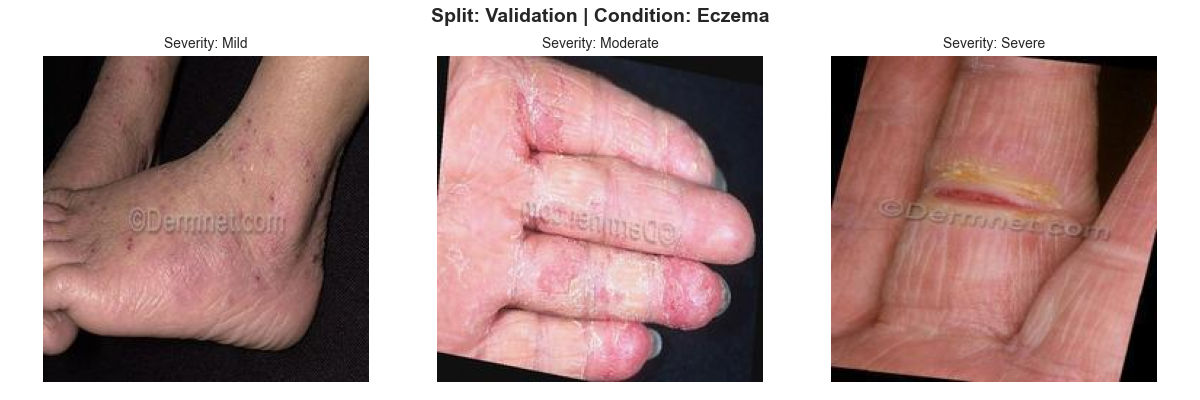 Split: Validation | Condition: Eczema
Severity: Mild
Severity: Moderate
Severity: Severe
©Dermnet.com
©Dermnet.com
©Dermnet.com